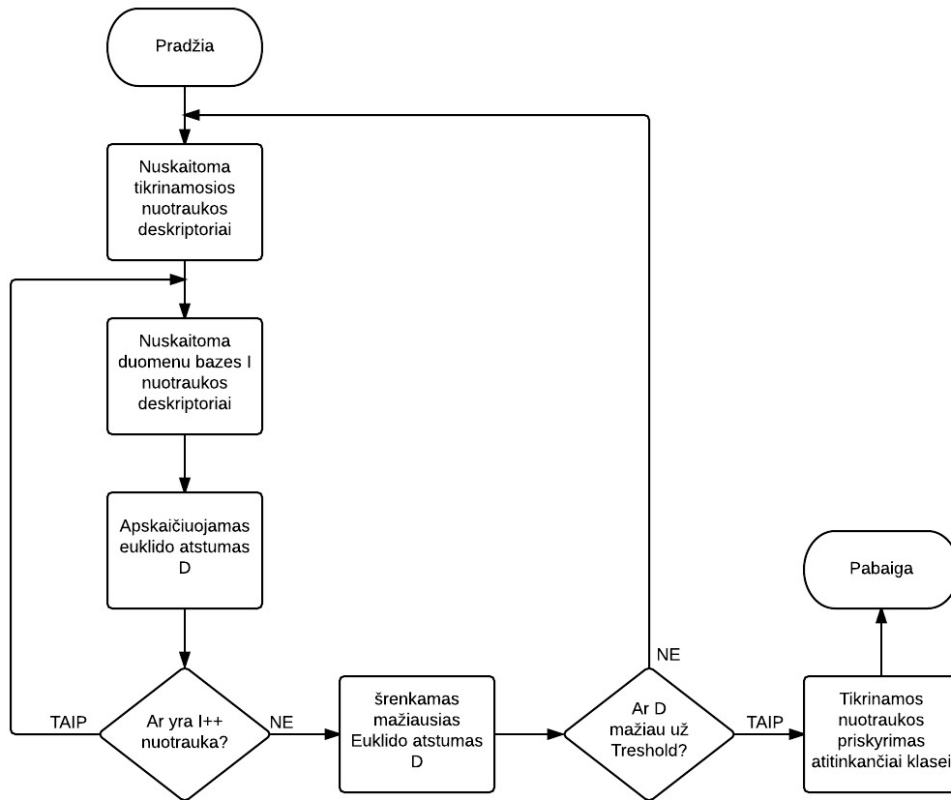 Pradžia
Nuskaitoma
tikrinamosios
nuotraukos
deskriptoriai
Nuskaitoma
duomenu bazes I
nuotraukos
deskriptoriai
Apskaičiuojamas
euklido atstumas
D
Ar yra I++
nuotrauka?
TAIP
NE
šrenkamas
mažiausias
Euklido atstumas
D
Ar D
mažiau už
Treshold?
NE
TAIP
Tikrinamos
nuotraukos
priskyrimas
atitinkančiai klasei
Pabaiga